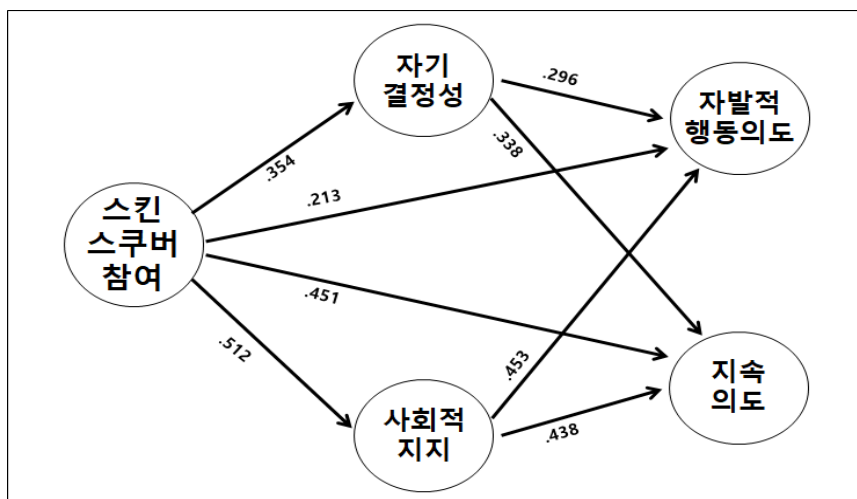 자기
결정성
.296
자발적
행동의도
.338
.354
.213
스킨
스쿠버
참여
.451
.512
.453
지속
의도
사회적
지지
.438